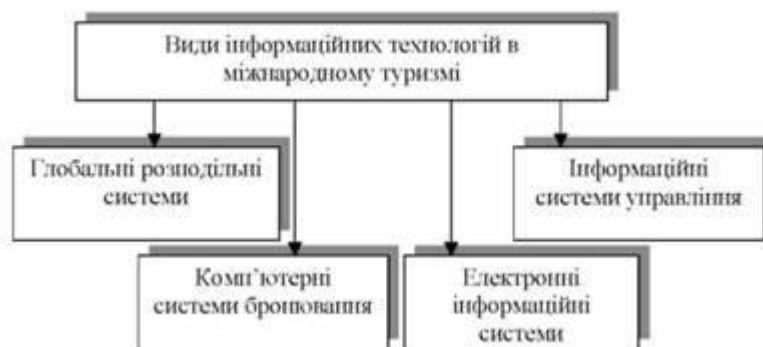 Види інформаційних технологій в
міжнародному туризмі
Глобальні розподільні
системи
Інформаційні
системи управління
Комп’ютерні
системи бронювання
Електронні
інформаційні
системи